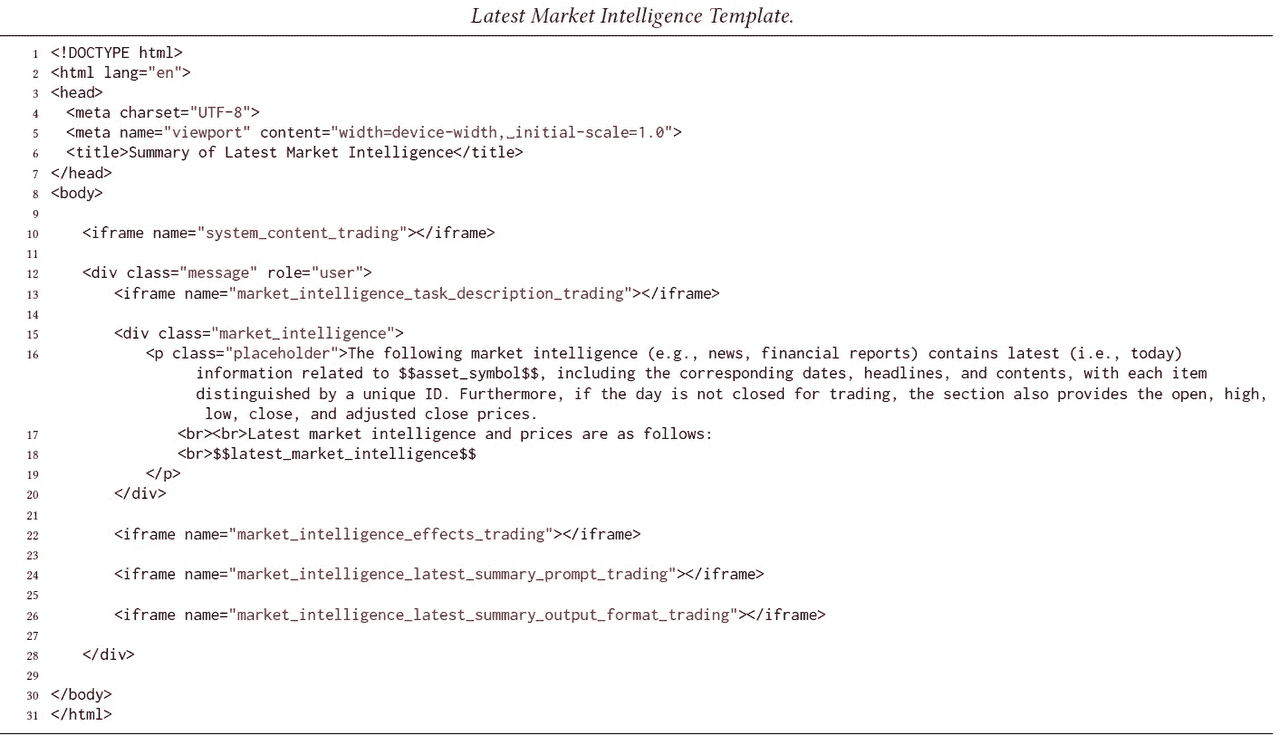 Latest Market Intelligence Template.
1 <!DOCTYPE html>
2 <html lang="en">
3 <head>
4 <meta charset="UTF-8">
5 <meta name="viewport" content="width=device-width,␣initial-scale=1.0">
6 <title>Summary of Latest Market Intelligence</title>
7 </head>
8 <body>
9
10 <iframe name="system_content_trading"></iframe>
11
12 <div class="message" role="user">
13 <iframe name="market_intelligence_task_description_trading"></iframe>
14
15 <div class="market_intelligence">
16 <p class="placeholder">The following market intelligence (e.g., news, financial reports) contains latest (i.e., today)
information related to $$asset_symbol$$, including the corresponding dates, headlines, and contents, with each item
distinguished by a unique ID. Furthermore, if the day is not closed for trading, the section also provides the open, high,
low, close, and adjusted close prices.
17 <br><br>Latest market intelligence and prices are as follows:
18 <br>$$latest_market_intelligence$$
19 </p>
20 </div>
21
22 <iframe name="market_intelligence_effects_trading"></iframe>
23
24 <iframe name="market_intelligence_latest_summary_prompt_trading"></iframe>
25
26 <iframe name="market_intelligence_latest_summary_output_format_trading"></iframe>
27
28 </div>
29
30 </body>
31 </html>